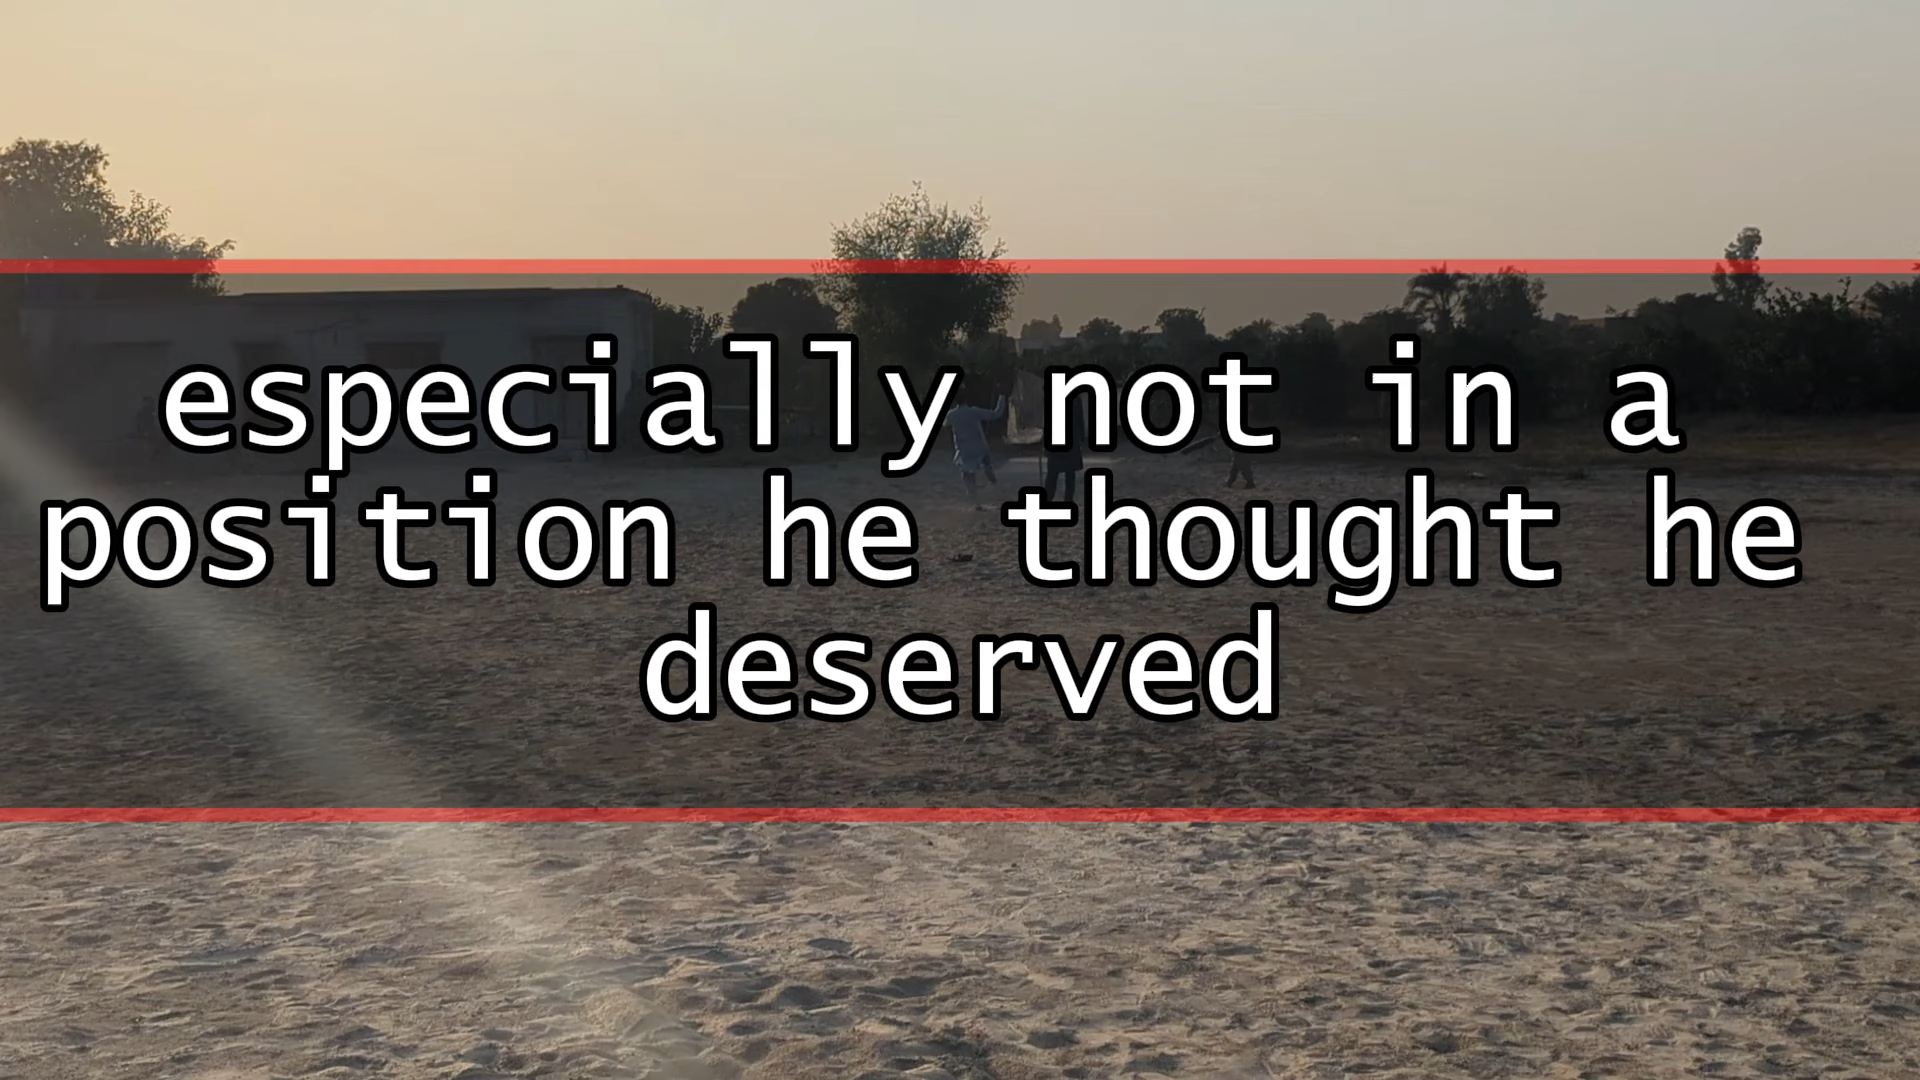 especially not in a
position he thought he
deserved